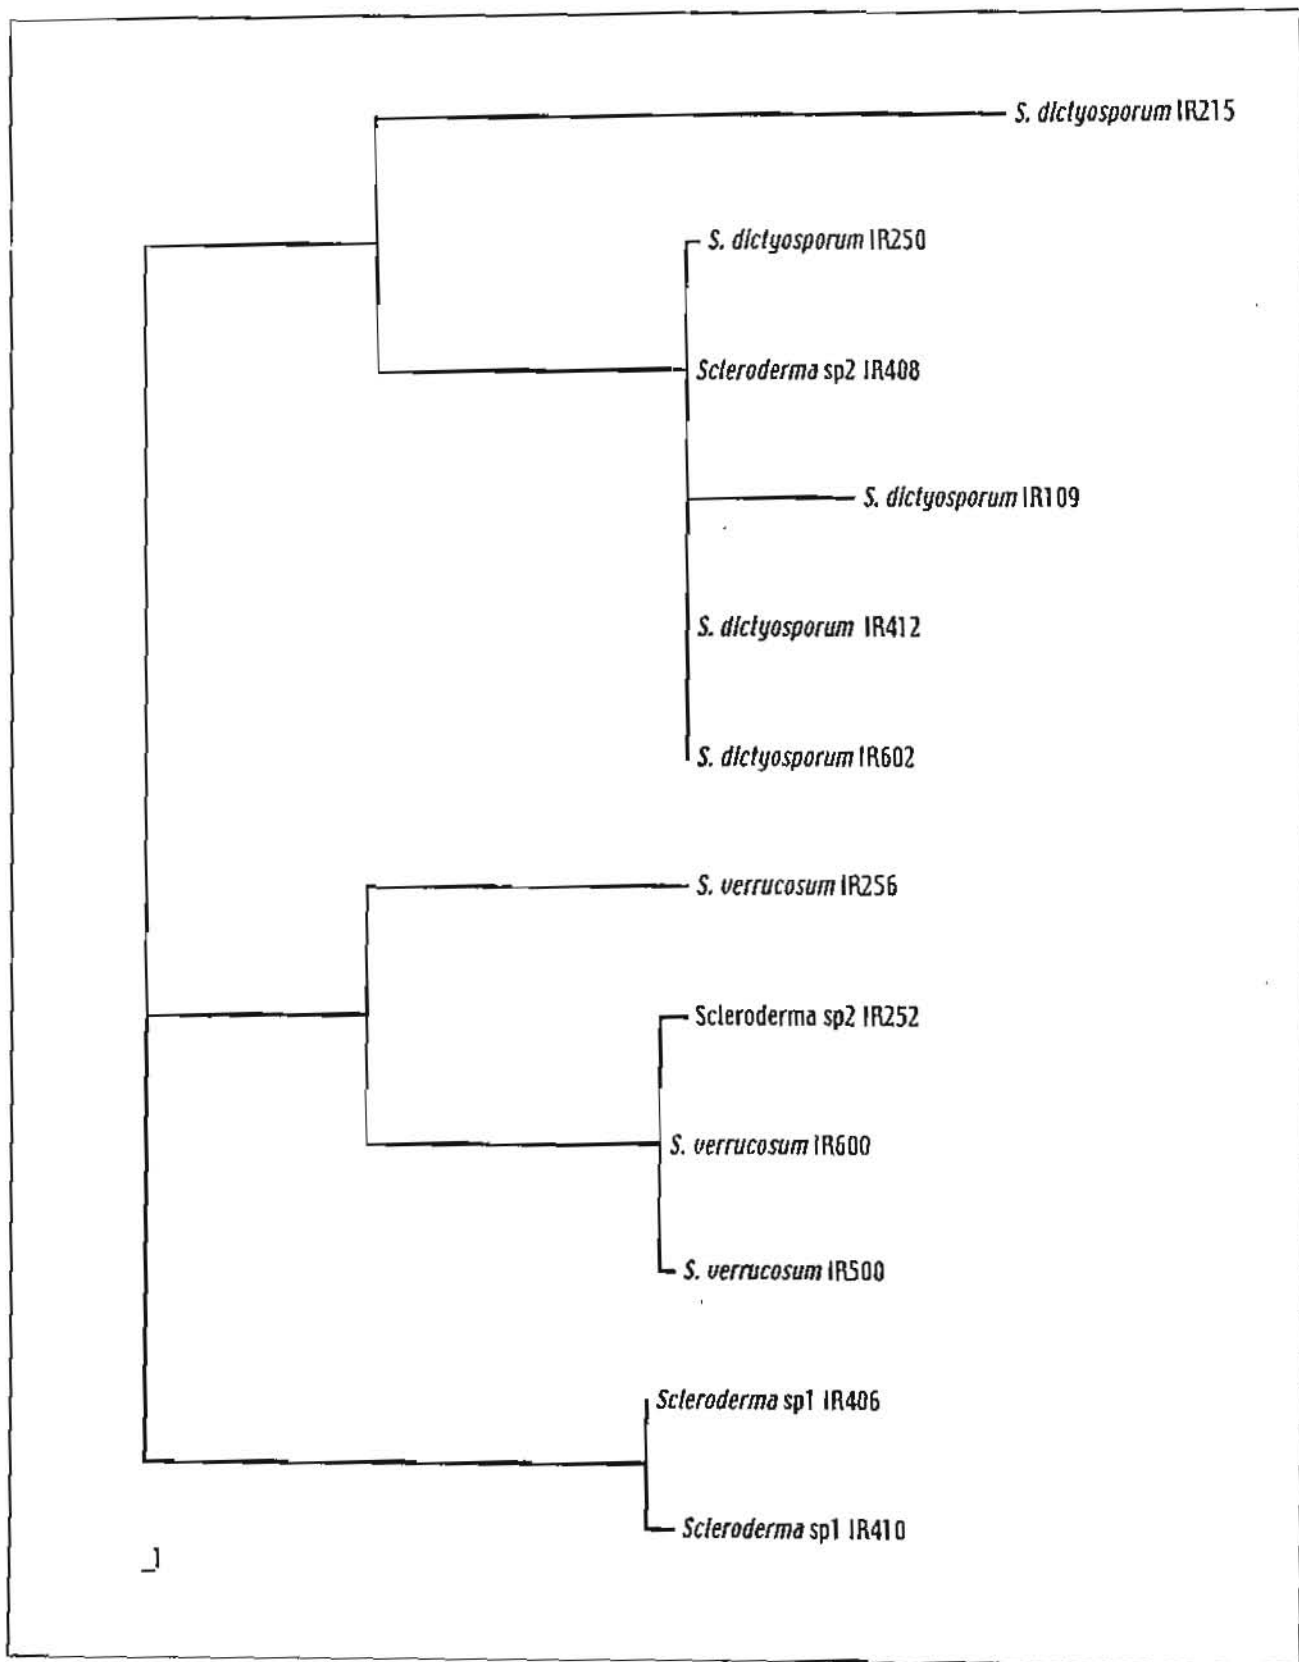 S. dictyosporum IR215
S. dictyosporum IR250
Scleroderma sp2 IR408
S. dictyosporum IR109
S. dictyosporum IR412
S. dictyosporum IR602
S. verrucosum IR256
Scleroderma sp2 IR252
S. verrucosum IR600
S. verrucosum IR500
Scleroderma sp1 IR406
Scleroderma sp1 IR410
1